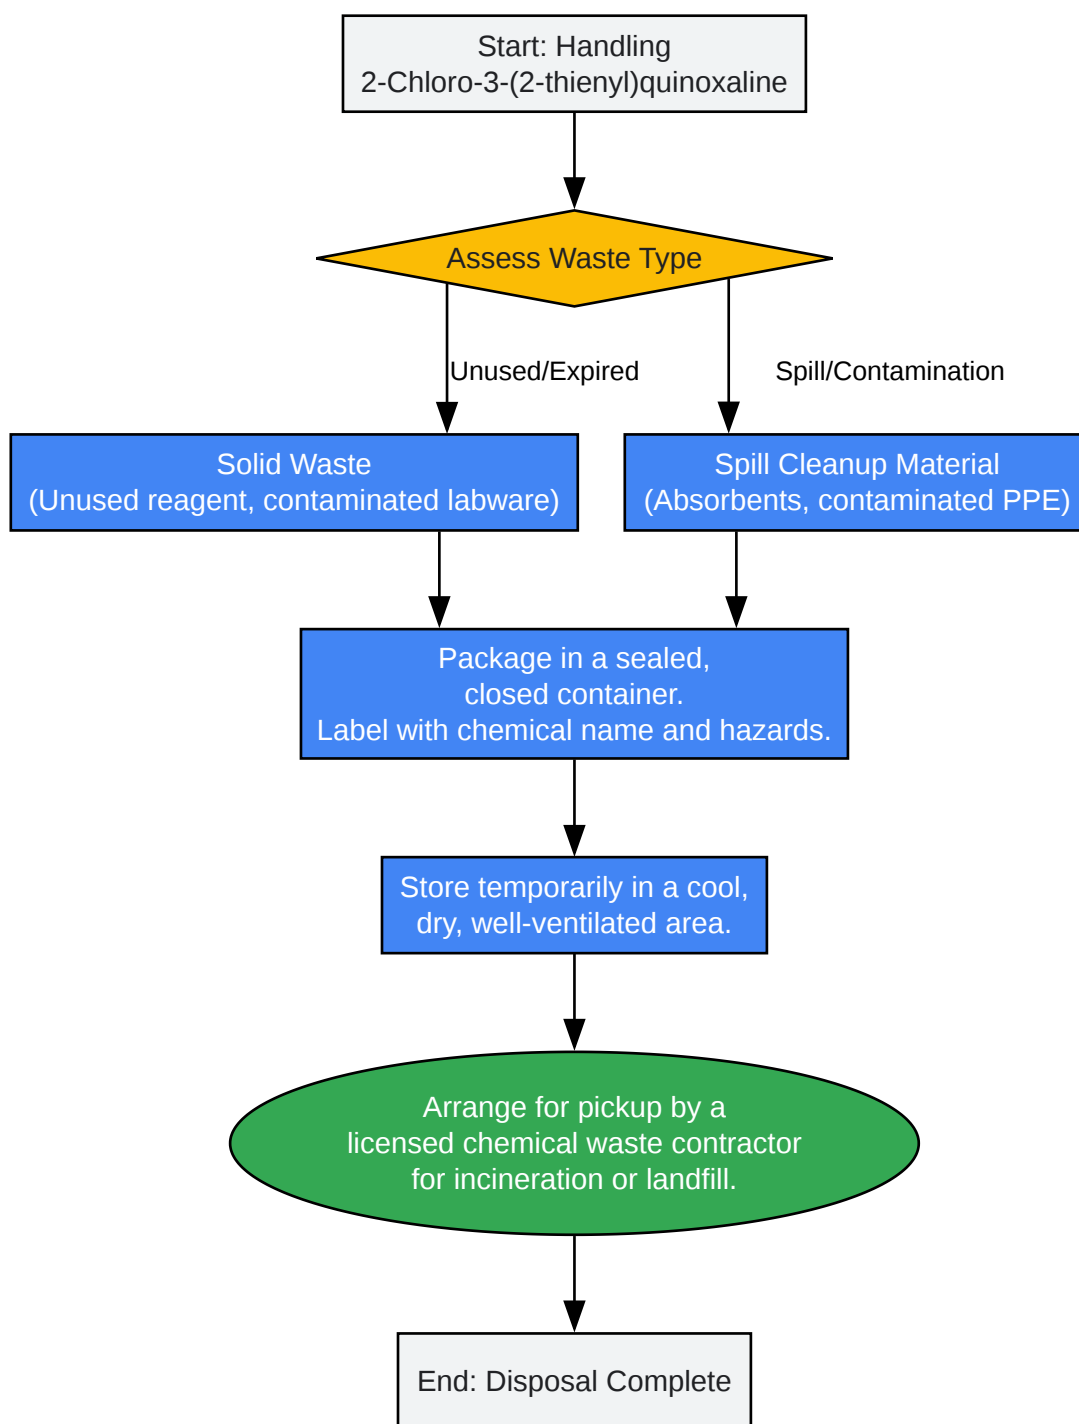 Start: Handling
2-Chloro-3-(2-thienyl)quinoxaline
Assess Waste Type
Unused/Expired
Spill/Contamination
Solid Waste
(Unused reagent, contaminated labware)
Spill Cleanup Material
(Absorbents, contaminated PPE)
Package in a sealed,
closed container.
Label with chemical name and hazards.
Store temporarily in a cool,
dry, well-ventilated area.
Arrange for pickup by a
licensed chemical waste contractor
for incineration or landfill.
End: Disposal Complete